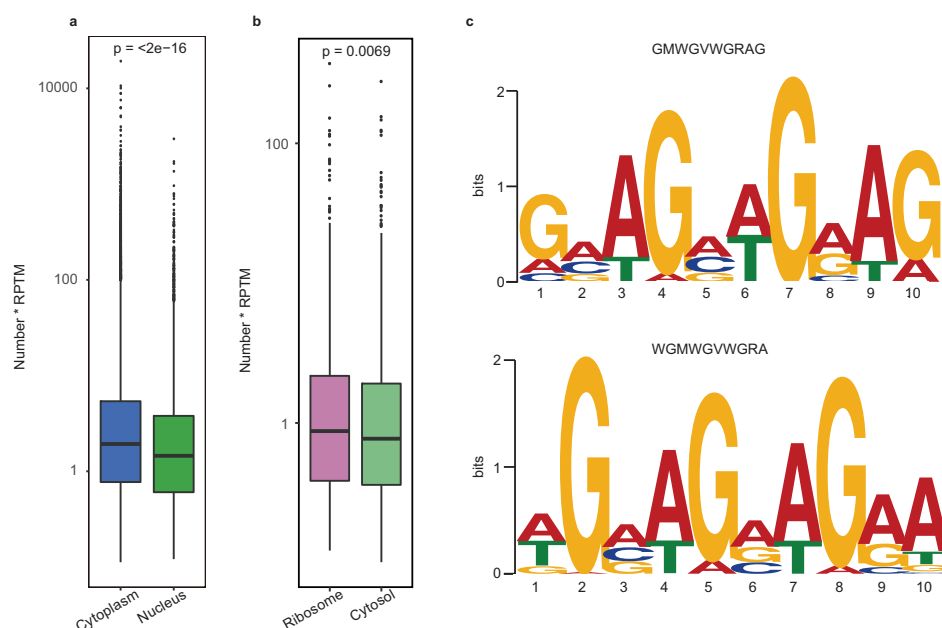 a
p = <2e−16
10000
100
1
Number * RPTM
Cytoplasm
Nucleus
b
p = 0.0069
100
1
Number * RPTM
Ribosome
Cytosol
c
GMWGVWGRAG
2
1
0
bits
G A C
A C G
A T
G A
A C G
A T
G
A G C
A T
G A
1 2 3 4 5 6 7 8 9 10
WGMWGVWGRA
2
1
0
bits
A T G
G
A C G
A T
G A
A G C
A T
G A
A G C
A T G
1 2 3 4 5 6 7 8 9 10